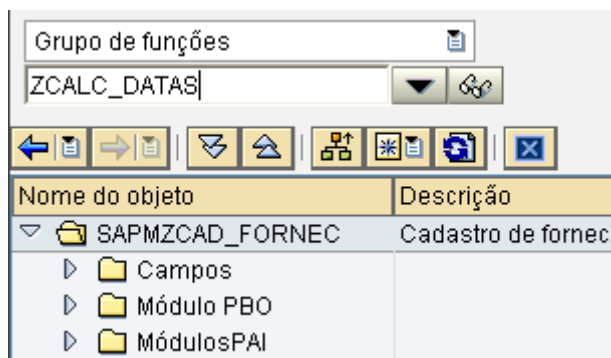 Grupo de funções
ZCALC_DATAS
Nome do objeto Descrição
SAPMZCAD_FORNEC Cadastro de fornec
Campos
Módulo PBO
MódulosPAI